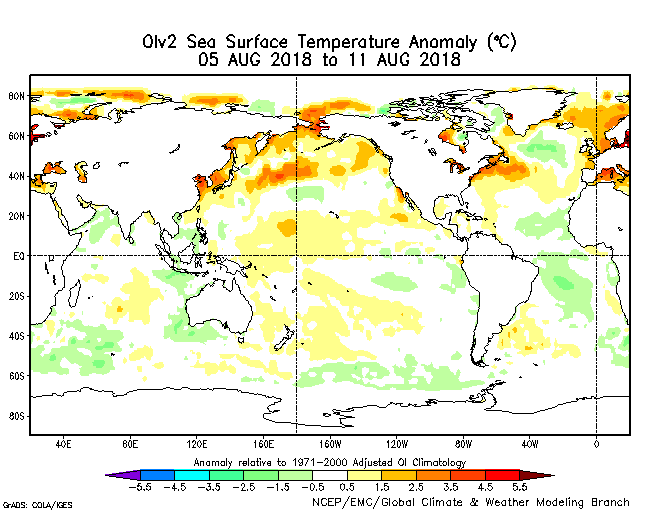 OIv2 Sea Surface Temperature Anomaly (°C)
05 AUG 2018 to 11 AUG 2018
80N
60N
40N
20N
EQ
20S
40S
60S
80S
40E 80E 120E 160E 160W 120W 80W 40W 0
Anomaly relative to 1971-2000 Adjusted OI Climatology
-5.5 -4.5 -3.5 -2.5 -1.5 -0.5 0.5 1.5 2.5 3.5 4.5 5.5
GrADS: COLA/IGES
NCEP/EMC/Global Climate & Weather Modeling Branch